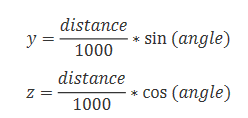 y = distance/1000 * sin (angle)
z = distance/1000 * cos (angle)